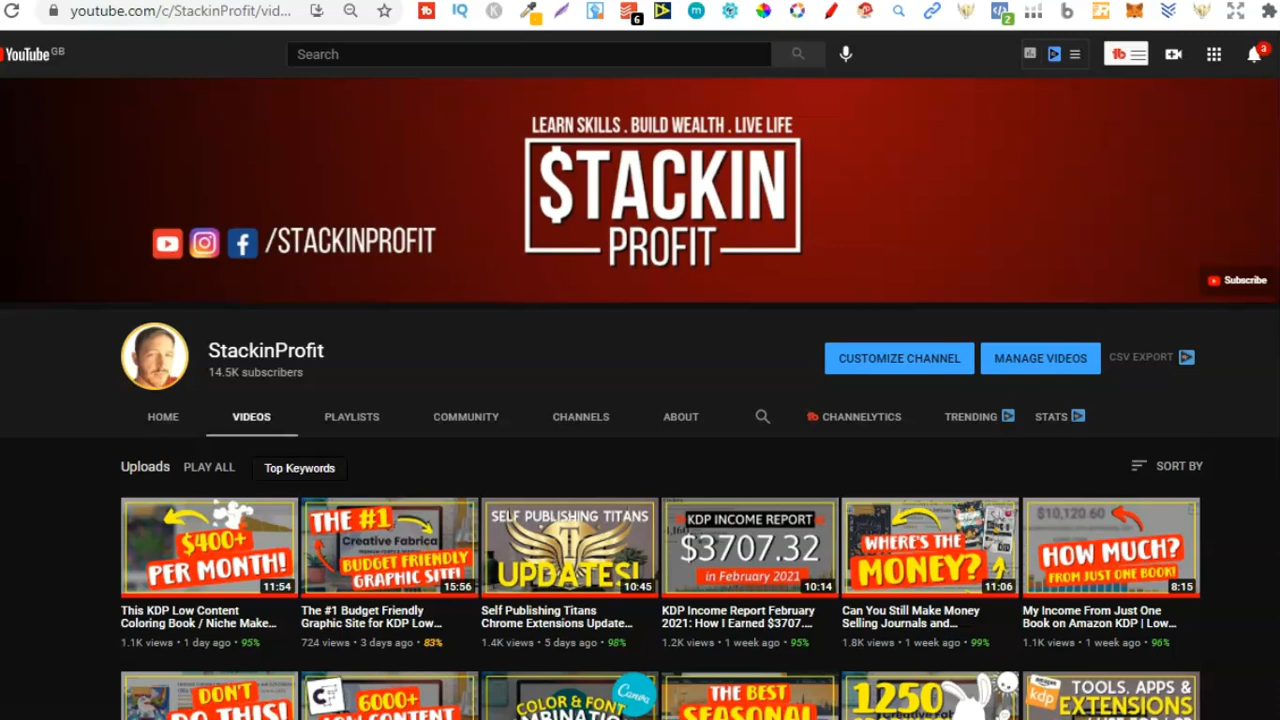 youtube.com/c/StackinProfit/vid...
6
2
YouTube GB
Search
3
LEARN SKILLS . BUILD WEALTH . LIVE LIFE
$TACKIN
PROFIT
/STACKINPROFIT
Subscribe
StackinProfit
14.5K subscribers
CUSTOMIZE CHANNEL
MANAGE VIDEOS
CSV EXPORT
HOME
VIDEOS
PLAYLISTS
COMMUNITY
CHANNELS
ABOUT
CHANNELYTICS
TRENDING
STATS
Uploads
PLAY ALL
Top Keywords
SORT BY
$400+
PER MONTH!
11:54
THE #1
Creative Fabrica
BUDGET FRIENDLY
GRAPHIC SITE!
15:56
SELF PUBLISHING TITANS
UPDATES!
10:45
KDP INCOME REPORT
$3707.32
in February 2021
10:14
WHERE'S THE
MONEY?
11:06
$10,120.60
HOW MUCH?
FROM JUST ONE BOOK!
8:15
This KDP Low Content
Coloring Book / Niche Make...
1.1K views • 1 day ago • 95%
The #1 Budget Friendly
Graphic Site for KDP Low...
724 views • 3 days ago • 83%
Self Publishing Titans
Chrome Extensions Update...
1.4K views • 5 days ago • 98%
KDP Income Report February
2021: How I Earned $3707....
1.2K views • 1 week ago • 95%
Can You Still Make Money
Selling Journals and...
1.8K views • 1 week ago • 99%
My Income From Just One
Book on Amazon KDP | Low...
1.1K views • 1 week ago • 96%
DON'T
DO THIS!
6000+
LOW CONTENT
COLOR & FONT
Canva
THE BEST
SEASONAL
1250
amazon
kdp
TOOLS, APPS &
EXTENSIONS